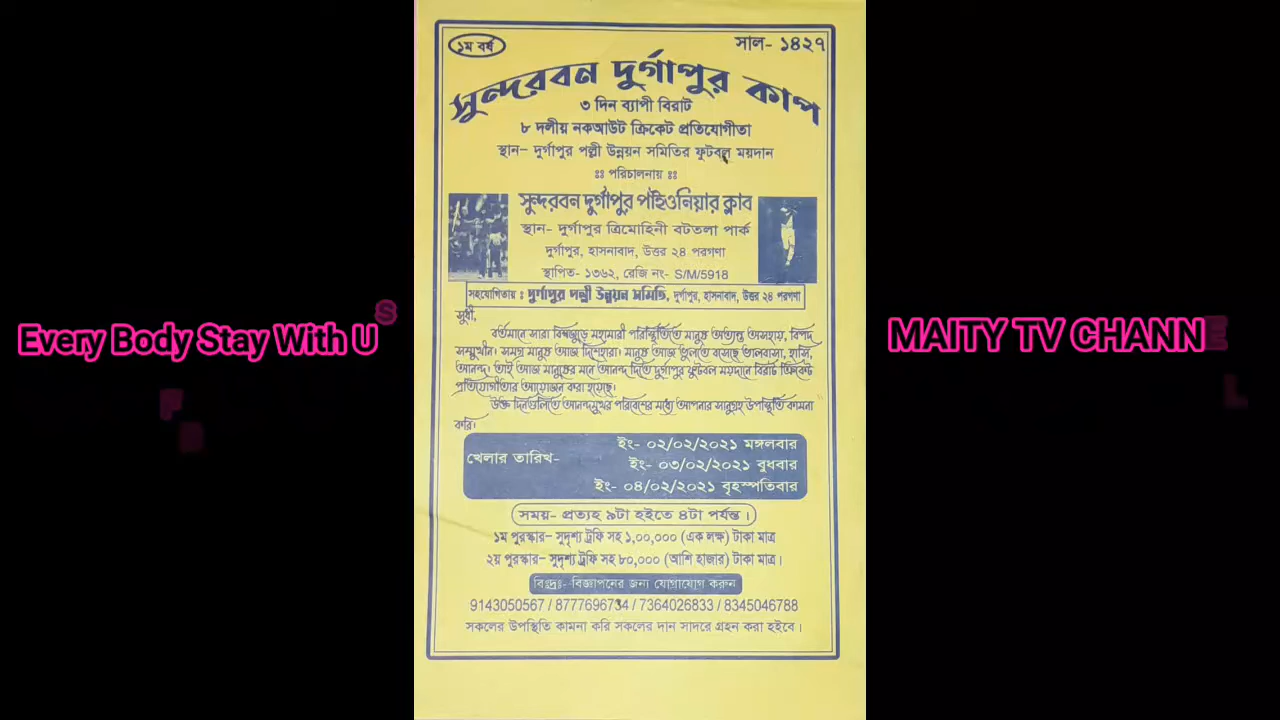 ১ম বর্ষ
সাল- ১৪২৭
সুন্দরবন দুর্গাপুর কাপ
৩ দিন ব্যাপী বিরাট
৮ দলীয় নকআউট ক্রিকেট প্রতিযোগীতা
স্থান- দুর্গাপুর পল্লী উন্নয়ন সমিতির ফুটবল ময়দান
ঃঃ পরিচালনায় ঃঃ
সুন্দরবন দুর্গাপুর পাইওনিয়ার ক্লাব
স্থান- দুর্গাপুর ত্রিমোহিনী বটতলা পার্ক
দুর্গাপুর, হাসনাবাদ, উত্তর ২৪ পরগণা
স্থাপিত- ১৩৬২, রেজি নং- S/M/5918
সহযোগিতায় ঃ দুর্গাপুর পল্লী উন্নয়ন সমিতি, দুর্গাপুর, হাসনাবাদ, উত্তর ২৪ পরগণা
সুধী,
বর্তমানে সারা বিশ্বজুড়ে মহামারী পরিস্থিতিতে মানুষ অত্যন্ত অসহায়, বিপদ
সম্মুখীন। সমগ্র মানুষ আজ দিশেহারা। মানুষ আজ ভুলতে বসেছে ভালবাসা, হাসি,
আনন্দ। তাই আজ মানুষের মনে আনন্দ দিতে দুর্গাপুর ফুটবল ময়দানে বিরাট ক্রিকেট
প্রতিযোগীতার আয়োজন করা হয়েছে।
উক্ত দিনগুলিতে আনন্দমুখর পরিবেশের মধ্যে আপনার সানুগ্রহ উপস্থিতি কামনা
করি।
খেলার তারিখ-
ইং- ০২/০২/২০২১ মঙ্গলবার
ইং- ০৩/০২/২০২১ বুধবার
ইং- ০৪/০২/২০২১ বৃহস্পতিবার
সময়- প্রত্যহ ৯টা হইতে ৪টা পর্যন্ত।
১ম পুরস্কার- সুদৃশ্য ট্রফি সহ ১,০০,০০০ (এক লক্ষ) টাকা মাত্র
২য় পুরস্কার- সুদৃশ্য ট্রফি সহ ৮০,০০০ (আশি হাজার) টাকা মাত্র।
বিঃদ্রঃ- বিজ্ঞাপনের জন্য যোগাযোগ করুন
9143050567 / 8777696734 / 7364026833 / 8345046788
সকলের উপস্থিতি কামনা করি সকলের দান সাদরে গ্রহন করা হইবে।
Every Body Stay With Us
MAITY TV CHANNEL